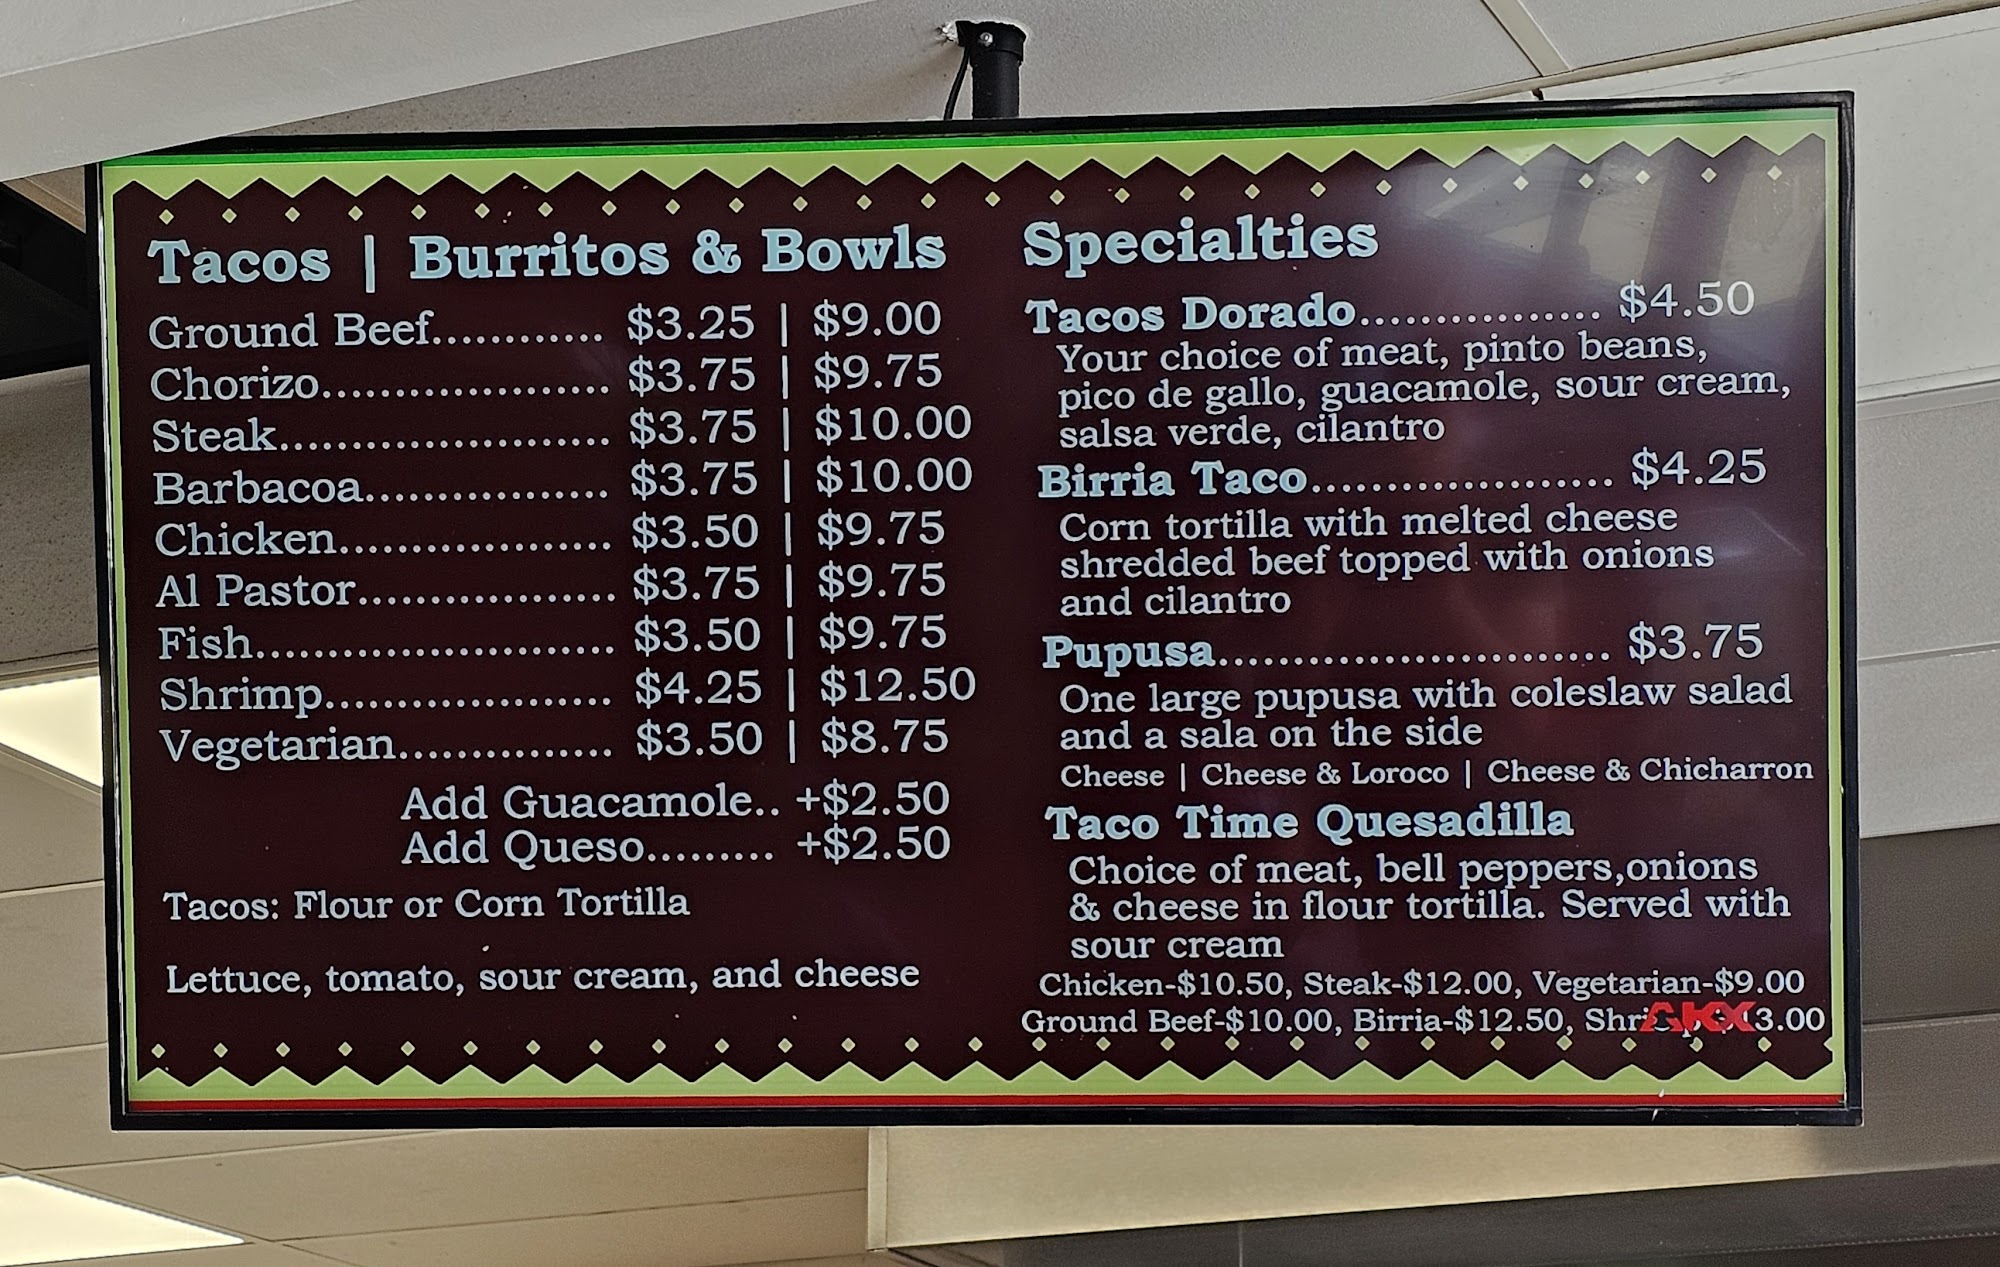 Tacos | Burritos & Bowls
Ground Beef............ $3.25 | $9.00
Chorizo.................... $3.75 | $9.75
Steak....................... $3.75 | $10.00
Barbacoa................. $3.75 | $10.00
Chicken................... $3.50 | $9.75
Al Pastor.................. $3.75 | $9.75
Fish......................... $3.50 | $9.75
Shrimp.................... $4.25 | $12.50
Vegetarian............... $3.50 | $8.75
Add Guacamole.. +$2.50
Add Queso......... +$2.50
Tacos: Flour or Corn Tortilla
Lettuce, tomato, sour cream, and cheese
Specialties
Tacos Dorado................ $4.50
Your choice of meat, pinto beans,
pico de gallo, guacamole, sour cream,
salsa verde, cilantro
Birria Taco.................... $4.25
Corn tortilla with melted cheese
shredded beef topped with onions
and cilantro
Pupusa.......................... $3.75
One large pupusa with coleslaw salad
and a sala on the side
Cheese | Cheese & Loroco | Cheese & Chicharron
Taco Time Quesadilla
Choice of meat, bell peppers,onions
& cheese in flour tortilla. Served with
sour cream
Chicken-$10.50, Steak-$12.00, Vegetarian-$9.00
Ground Beef-$10.00, Birria-$12.50,